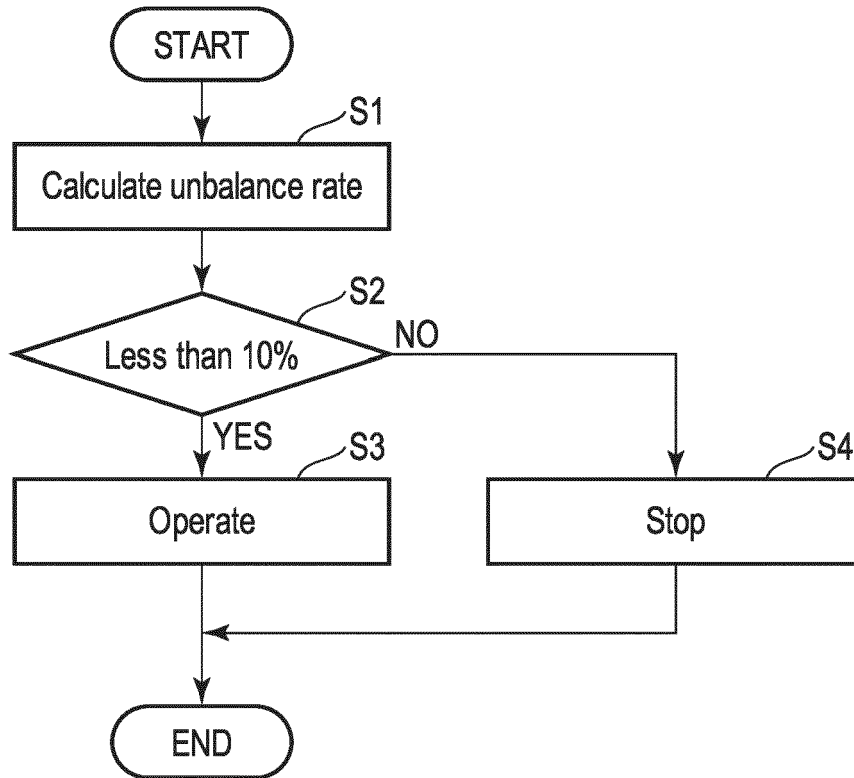 START
S1
Calculate unbalance rate
S2
Less than 10%
NO
YES
S3
Operate
S4
Stop
END